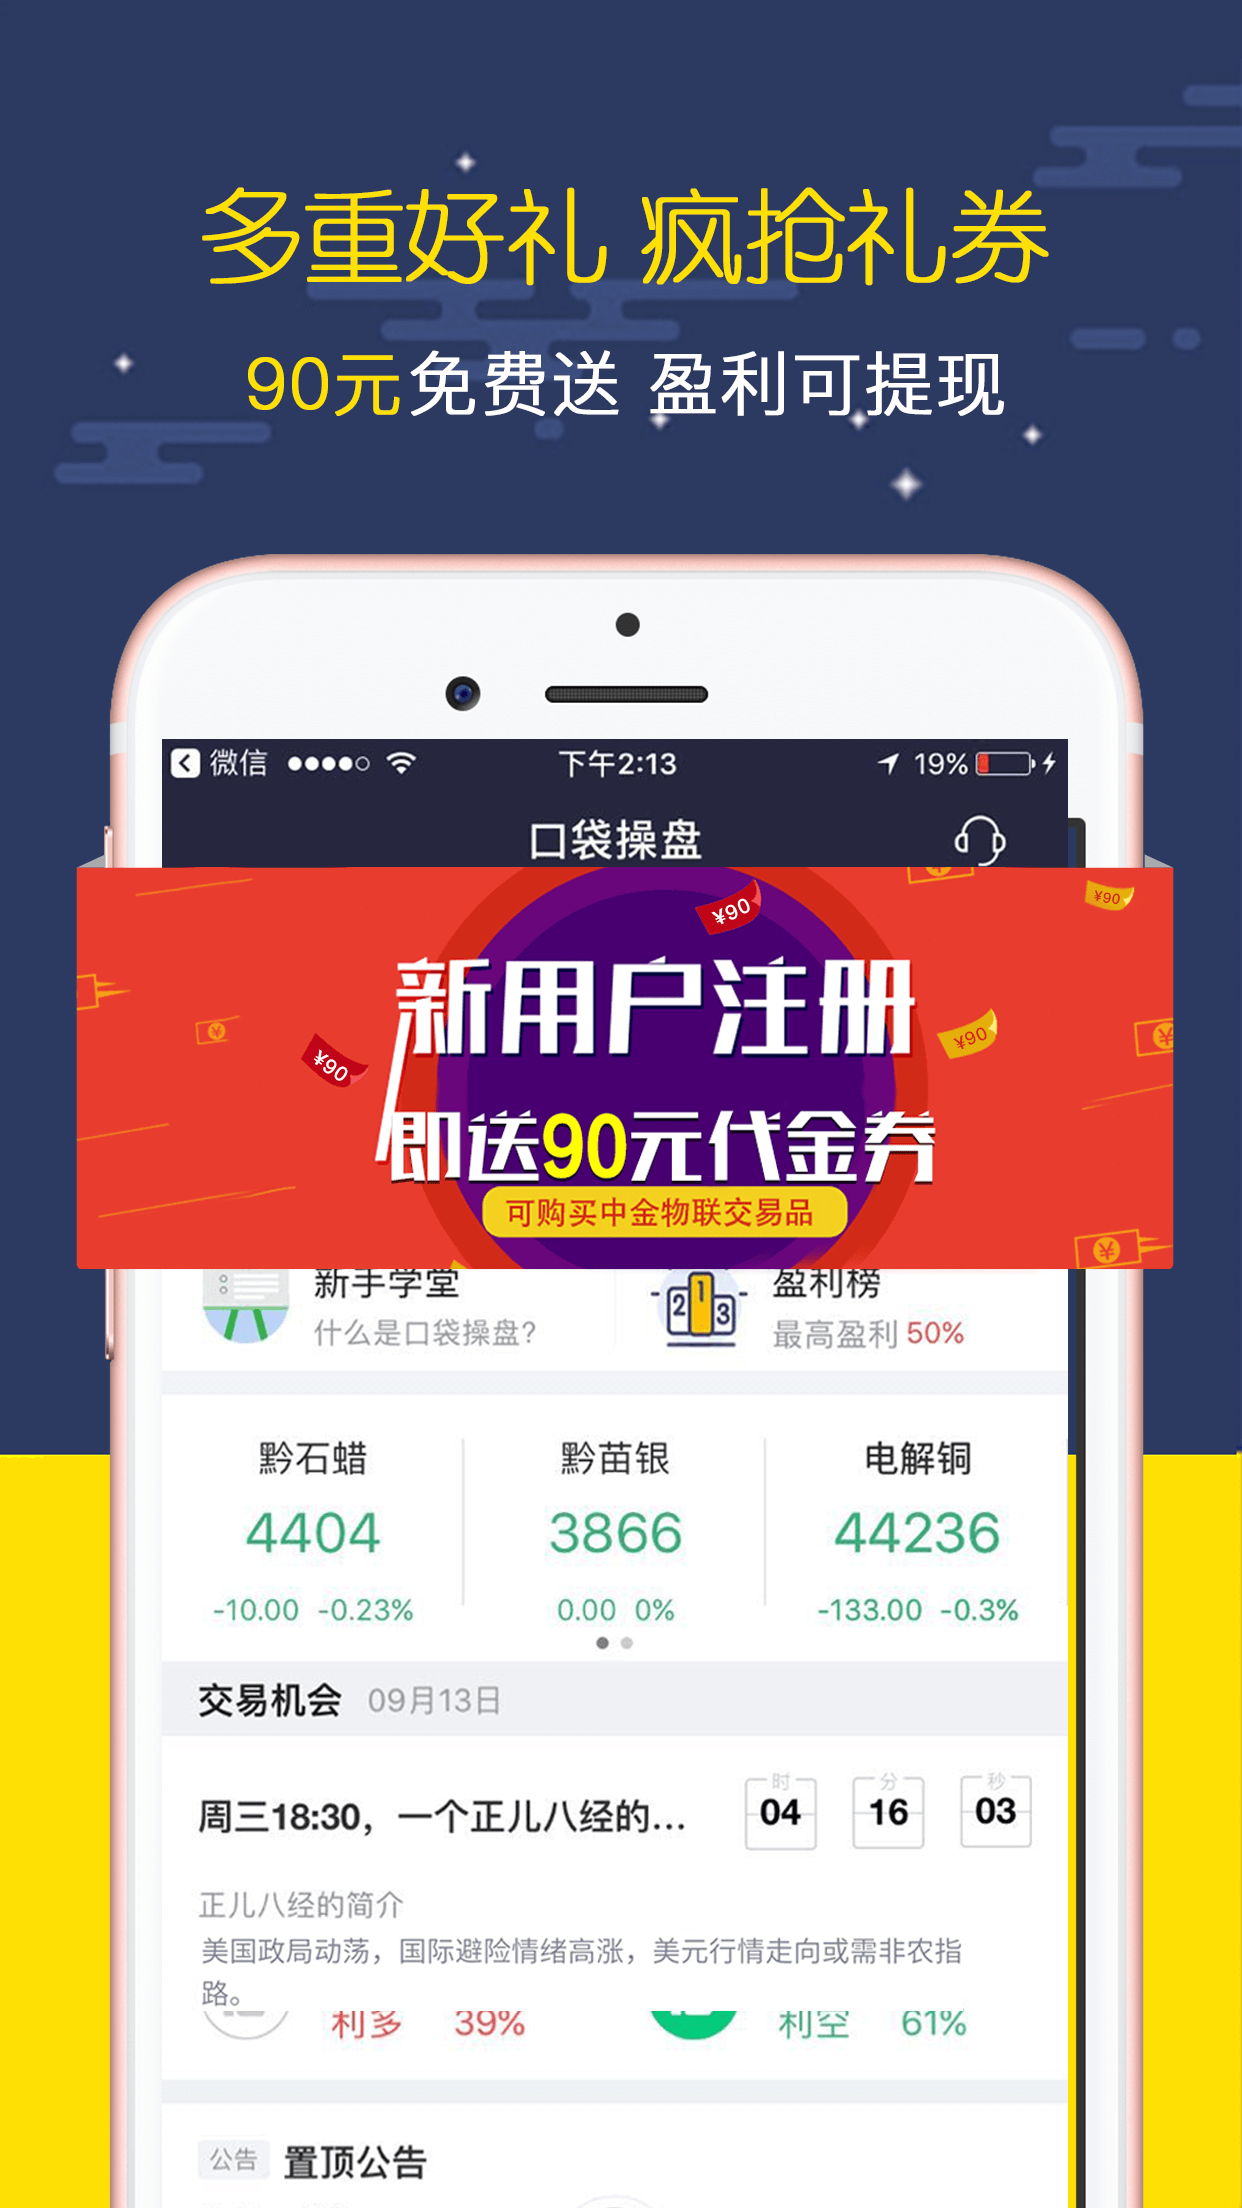 多重好礼 疯抢礼券
90元免费送 盈利可提现
微信 下午2:13 19%
口袋操盘
¥90
¥90
新用户注册
¥90
¥90
即送90元代金券
可购买中金物联交易品
新手学堂 盈利榜
什么是口袋操盘? 最高盈利 50%
黔石蜡 黔苗银 电解铜
4404 3866 44236
-10.00 -0.23% 0.00 0% -133.00 -0.3%
交易机会 09月13日
时 分 秒
周三18:30，一个正儿八经的... 04 16 03
正儿八经的简介
美国政局动荡，国际避险情绪高涨，美元行情走向或需非农指
路。
利多 39% 利空 61%
公告 置顶公告